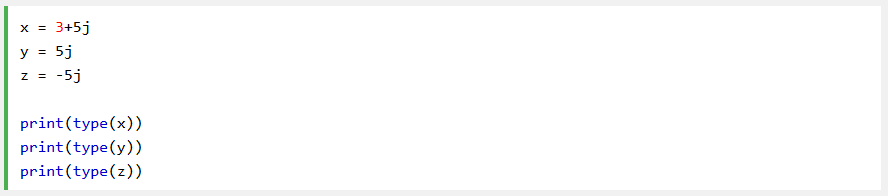 x = 3+5j
y = 5j
z = -5j

print(type(x))
print(type(y))
print(type(z))